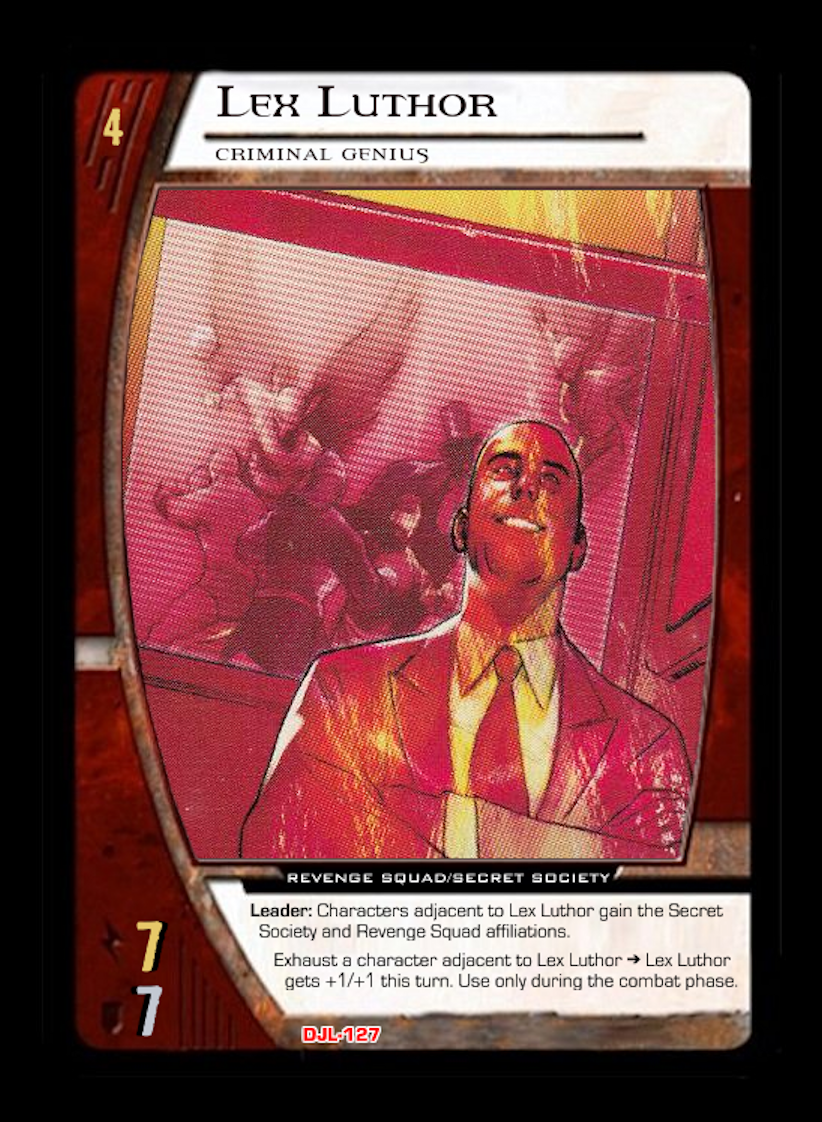 4
Lex Luthor
CRIMINAL GENIUS
REVENGE SQUAD/SECRET SOCIETY
Leader: Characters adjacent to Lex Luthor gain the Secret
Society and Revenge Squad affiliations.
Exhaust a character adjacent to Lex Luthor → Lex Luthor
gets +1/+1 this turn. Use only during the combat phase.
7
7
DJL-127